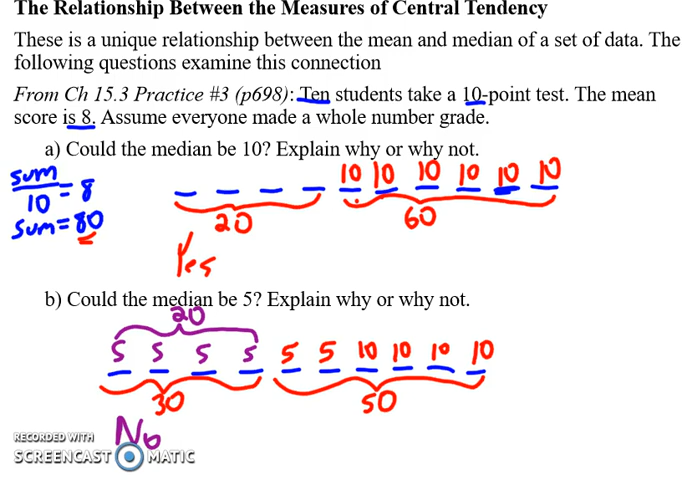 The Relationship Between the Measures of Central Tendency
These is a unique relationship between the mean and median of a set of data. The
following questions examine this connection
From Ch 15.3 Practice #3 (p698): Ten students take a 10-point test. The mean
score is 8. Assume everyone made a whole number grade.
a) Could the median be 10? Explain why or why not.
sum
10 = 8
sum = 80
10 10 10 10 10 10
20 60
Yes
b) Could the median be 5? Explain why or why not.
20
5 5 5 5 5 5 10 10 10 10
30 50
No
RECORDED WITH
SCREENCAST MATIC